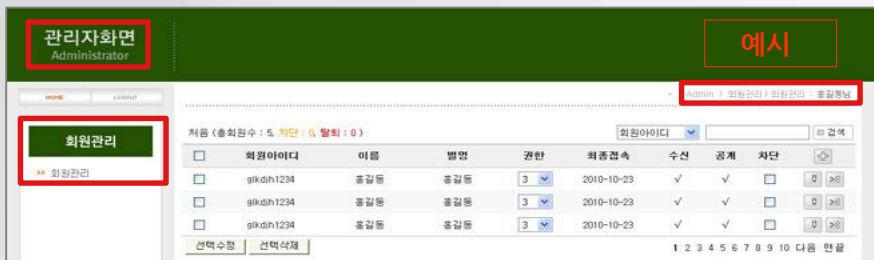 관리자화면
Administrator
예시
HOME LOGOUT
Admin > 회원관리 > 회원관리 : 홍길동님
회원관리
>> 회원관리
처음 (총회원수 : 5, 차단 : 0, 탈퇴 : 0)
회원아이디 검색
회원아이디 이름 별명 권한 최종접속 수신 공개 차단
glkdjh1234 홍길동 홍길동 3 2010-10-23 √ √
glkdjh1234 홍길동 홍길동 3 2010-10-23 √ √
glkdjh1234 홍길동 홍길동 3 2010-10-23 √ √
선택수정 선택삭제
1 2 3 4 5 6 7 8 9 10 다음 맨끝